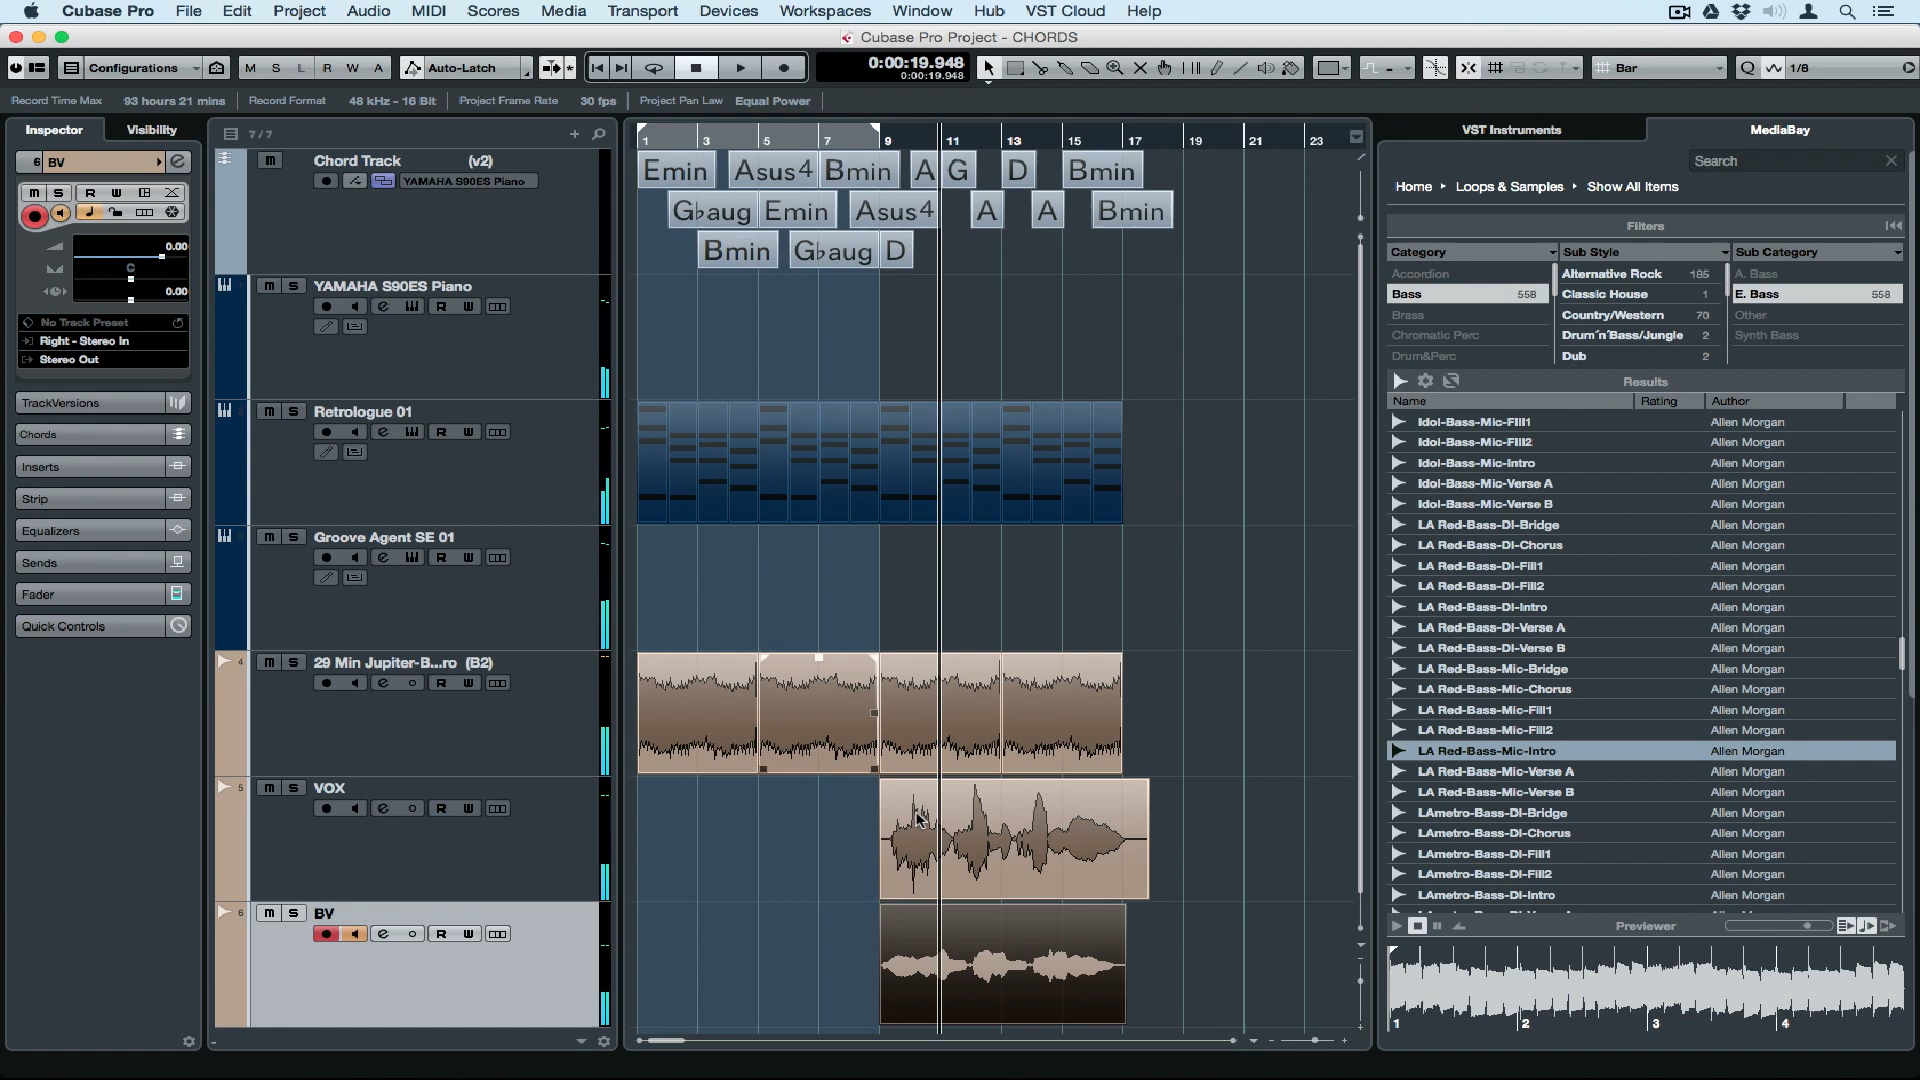 Cubase Pro File Edit Project Audio MIDI Scores Media Transport Devices Workspaces Window Hub VST Cloud Help
Cubase Pro Project - CHORDS
Configurations M S L R W A Auto-Latch 0:00:19.948 Bar Q 1/8
0:00:19.948
Record Time Max 93 hours 21 mins Record Format 48 kHz - 16 Bit Project Frame Rate 30 fps Project Pan Law Equal Power
Inspector Visibility
6 BV
M S R W
0.00
C
0.00
No Track Preset
Right - Stereo In
Stereo Out
TrackVersions
Chords
Inserts
Strip
Equalizers
Sends
Fader
Quick Controls
7 / 7
m Chord Track (v2)
YAMAHA S90ES Piano
m S YAMAHA S90ES Piano
R W
2 m S Retrologue 01
R W
m S Groove Agent SE 01
R W
4 m S 29 Min Jupiter-B...ro (B2)
R W
5 m S VOX
R W
6 m S BV
R W
1 3 5 7 9 11 13 15 17 19 21 23
Emin Asus4 Bmin A G D Bmin
G♭aug Emin Asus4 A A Bmin
Bmin G♭aug D
VST Instruments MediaBay
Search
Home Loops & Samples Show All Items
Filters
Category Sub Style Sub Category
Accordion Alternative Rock 185 A. Bass
Bass 558 Classic House 1 E. Bass 558
Brass Country/Western 70 Other
Chromatic Perc Drum´n´Bass/Jungle 2 Synth Bass
Drum&Perc Dub 2
Results
Name Rating Author
Idol-Bass-Mic-Fill1 Allen Morgan
Idol-Bass-Mic-Fill2 Allen Morgan
Idol-Bass-Mic-Intro Allen Morgan
Idol-Bass-Mic-Verse A Allen Morgan
Idol-Bass-Mic-Verse B Allen Morgan
LA Red-Bass-DI-Bridge Allen Morgan
LA Red-Bass-DI-Chorus Allen Morgan
LA Red-Bass-DI-Fill1 Allen Morgan
LA Red-Bass-DI-Fill2 Allen Morgan
LA Red-Bass-DI-Intro Allen Morgan
LA Red-Bass-DI-Verse A Allen Morgan
LA Red-Bass-DI-Verse B Allen Morgan
LA Red-Bass-Mic-Bridge Allen Morgan
LA Red-Bass-Mic-Chorus Allen Morgan
LA Red-Bass-Mic-Fill1 Allen Morgan
LA Red-Bass-Mic-Fill2 Allen Morgan
LA Red-Bass-Mic-Intro Allen Morgan
LA Red-Bass-Mic-Verse A Allen Morgan
LA Red-Bass-Mic-Verse B Allen Morgan
LAmetro-Bass-DI-Bridge Allen Morgan
LAmetro-Bass-DI-Chorus Allen Morgan
LAmetro-Bass-DI-Fill1 Allen Morgan
LAmetro-Bass-DI-Fill2 Allen Morgan
LAmetro-Bass-DI-Intro Allen Morgan
Previewer
1 2 3 4